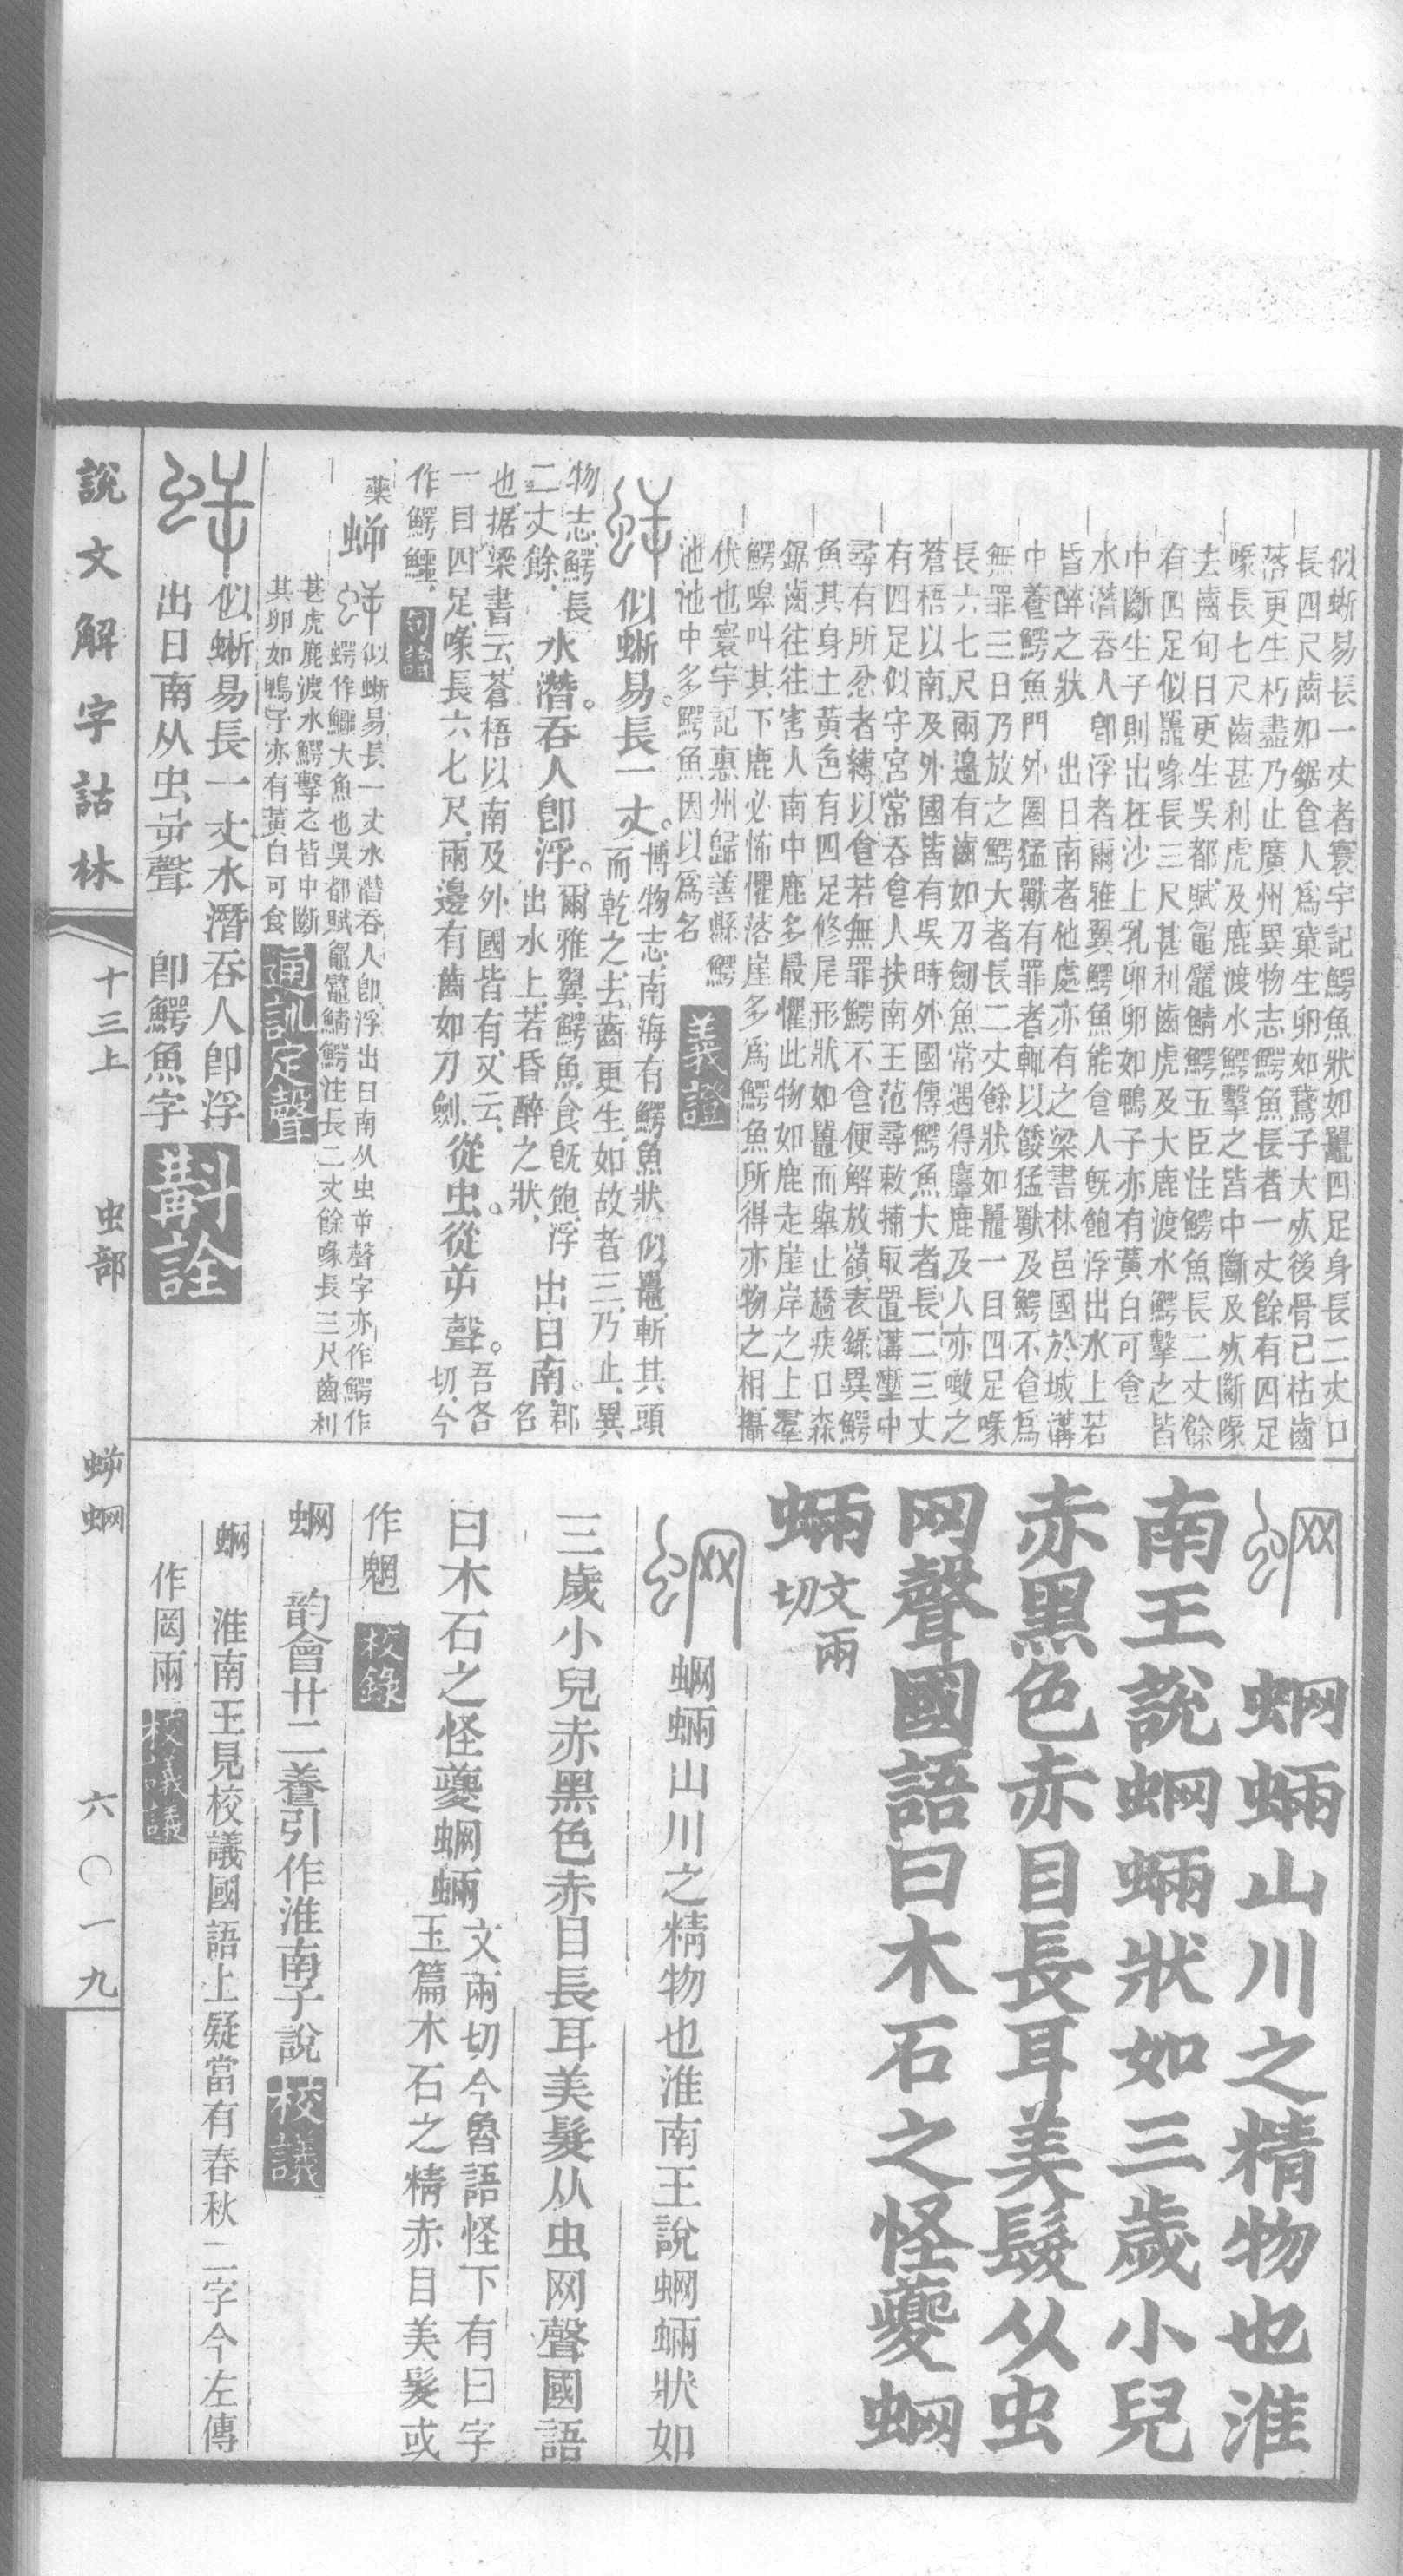 似蜥易長一丈者寰宇記鰐魚狀如鼉四足身長二丈口
長四尺齒如鋸食人爲窠生卵如鵞子大㱙後骨已枯齒
落更生朽盡乃止廣州異物志鰐魚長者一丈餘有四足
喙長七尺齒甚利虎及鹿渡水鰐擊之皆中斷及㱙斷喙
去齒旬日更生吳都賦鼅鼊鯖鰐五臣注鰐魚長二丈餘
有四足似鼉喙長三尺甚利齒虎及大鹿渡水鰐擊之皆
中斷生子則出在沙上乳卵卵如鴨子亦有黃白可食
水潛吞人卽浮者爾雅翼鰐魚能食人旣飽浮出水上若
昏醉之狀 出日南者他處亦有之梁書林邑國於城溝
中養鰐魚門外圈猛獸有罪者輒以餧猛獸及鰐不食爲
無罪三日乃放之鰐大者長二丈餘狀如鼉一目四足喙
長六七尺兩邊有齒如刀劒魚常遇得麞鹿及人亦噉之
蒼梧以南及外國皆有吳時外國傳鰐魚大者長二三丈
有四足似守宮常吞食人扶南王范尋敕捕取置溝壍中
尋有所忿者縛以食若無罪鰐不食便解放嶺表錄異鰐
魚其身土黃色有四足修尾形狀如鼉而舉止趫疾口森
鋸齒往往害人南中鹿多最懼此物如鹿走崖岸之上羣
鰐嘷叫其下鹿必怖懼落崖多爲鰐魚所得亦物之相攝
伏也寰宇記惠州歸善縣鰐
池池中多鰐魚因以爲名
義證
似蜥易。長一丈。博物志、南海有鰐魚狀似鼉、斬其頭
而乾之、去齒更生、如故者三乃止、異
物志、鰐長
二丈餘、水潛。吞人卽浮。爾雅翼、鰐魚食旣飽、浮
出水上、若昏醉之狀、出日南。郡名
也、据梁書云、蒼梧以南及外國皆有、又云、
一目四足、喙長六七尺、兩邊有齒如刀劍、從虫。從屰聲。吾各
切、今
作鰐鱷、
句讀
似蜥易長一丈水潛吞人卽浮出日南从虫屰聲字亦作鰐作
蕚作鱷大魚也吳都賦鼅鼊鯖鰐注長二丈餘喙長三尺齒利
甚虎鹿渡水鰐擊之皆中斷
其卵如鴨子亦有黃白可食
通訓定聲
似蜥易長一丈水潛吞人卽浮
出日南从虫屰聲 卽鰐魚字
斠詮
蛧蜽山川之精物也淮
南王說蛧蜽狀如三歲小兒
赤黑色赤目長耳美髮从虫
网聲國語曰木石之怪夔蛧
蜽文兩切
蛧蜽山川之精物也淮南王說蛧蜽狀如
三歲小兒赤黑色赤目長耳美髮从虫网聲國語
曰木石之怪夔蛧蜽文兩切今魯語怪下有曰字
玉篇木石之精赤目美髮或
作魍
校錄
蛧 韵會廿二養引作淮南子說
校議
蛧 淮南王見校議國語上疑當有春秋二字今左傳
作罔兩
校議議
說文解字詁林
十三上 虫部 䖸蛧 六〇一九